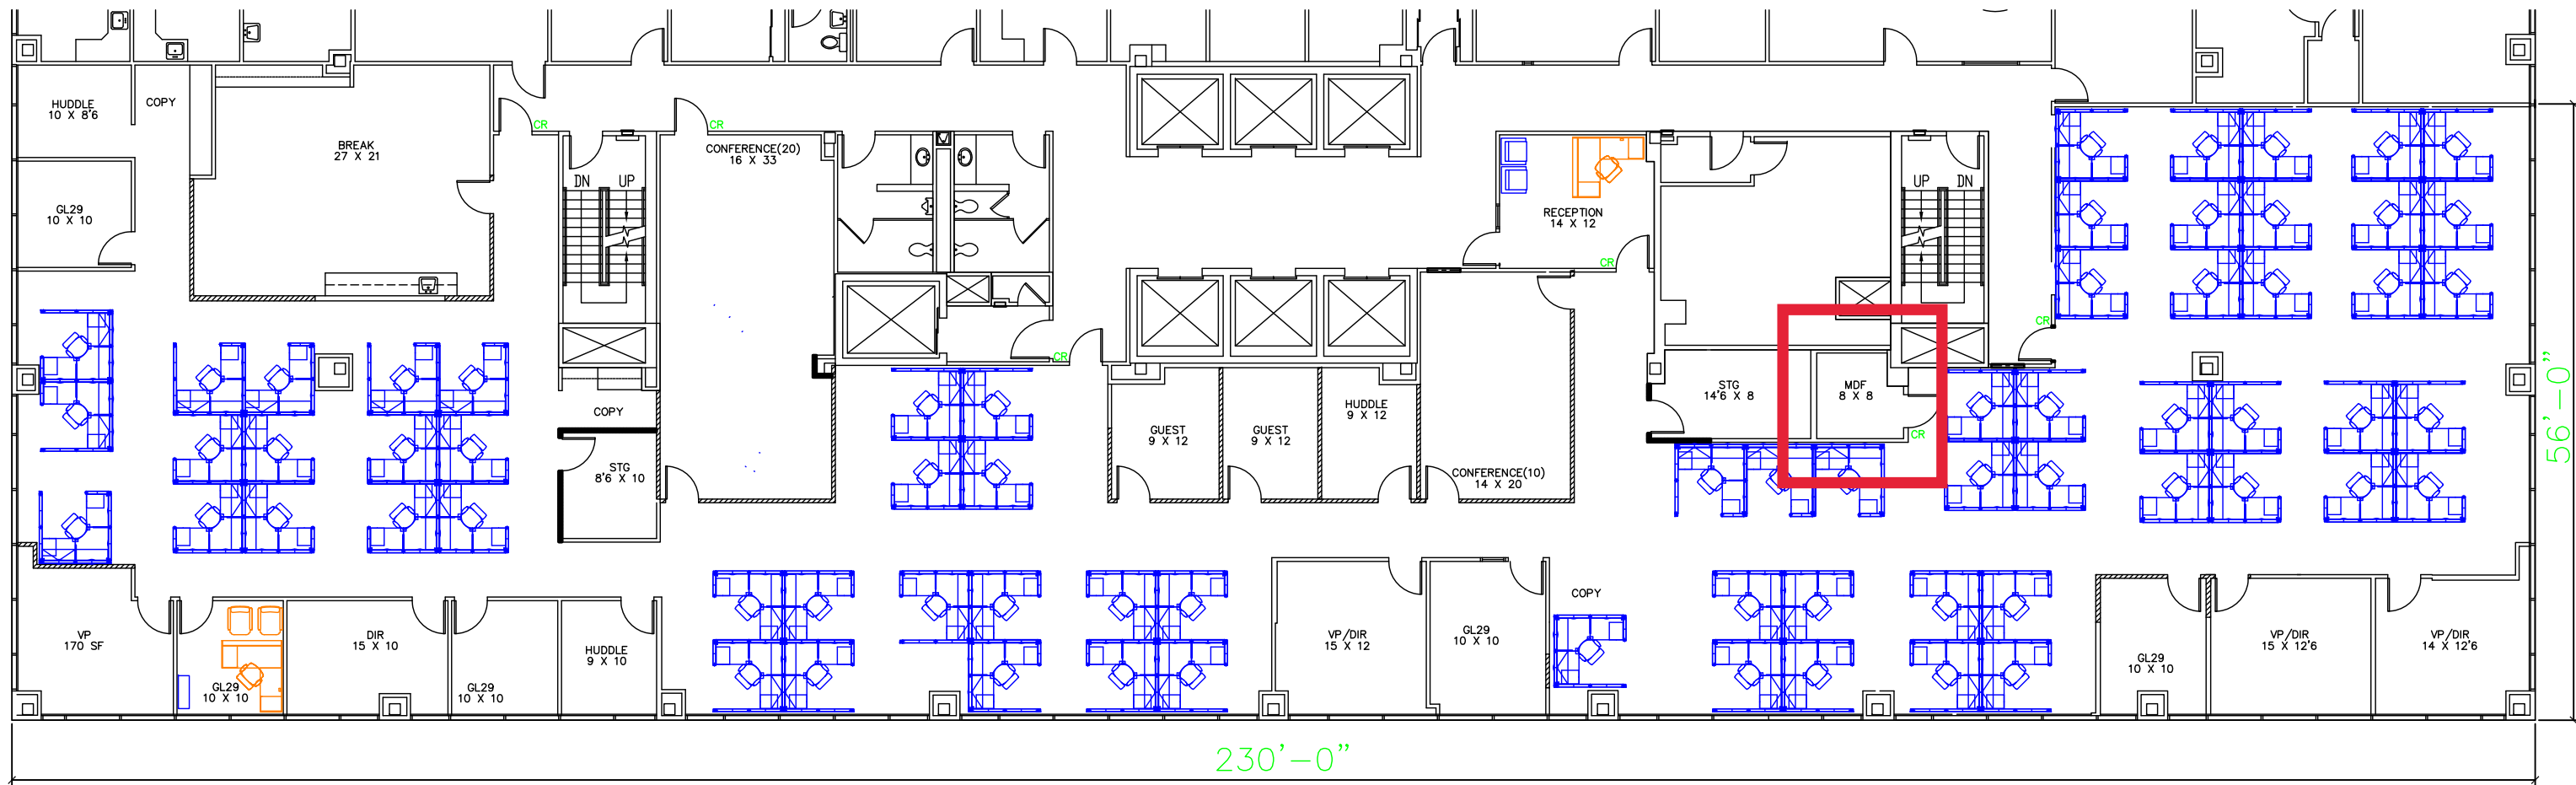 HUDDLE
10 X 8'6
COPY
BREAK
27 X 21
CR
CR
CONFERENCE(20)
16 X 33
DN
UP
GL29
10 X 10
RECEPTION
14 X 12
CR
UP
DN
CR
CR
STG
14'6 X 8
MDF
8 X 8
CR
COPY
STG
8'6 X 10
GUEST
9 X 12
GUEST
9 X 12
HUDDLE
9 X 12
CONFERENCE(10)
14 X 20
56'-0"
VP
170 SF
GL29
10 X 10
DIR
15 X 10
GL29
10 X 10
HUDDLE
9 X 10
VP/DIR
15 X 12
GL29
10 X 10
COPY
GL29
10 X 10
VP/DIR
15 X 12'6
VP/DIR
14 X 12'6
230'-0"